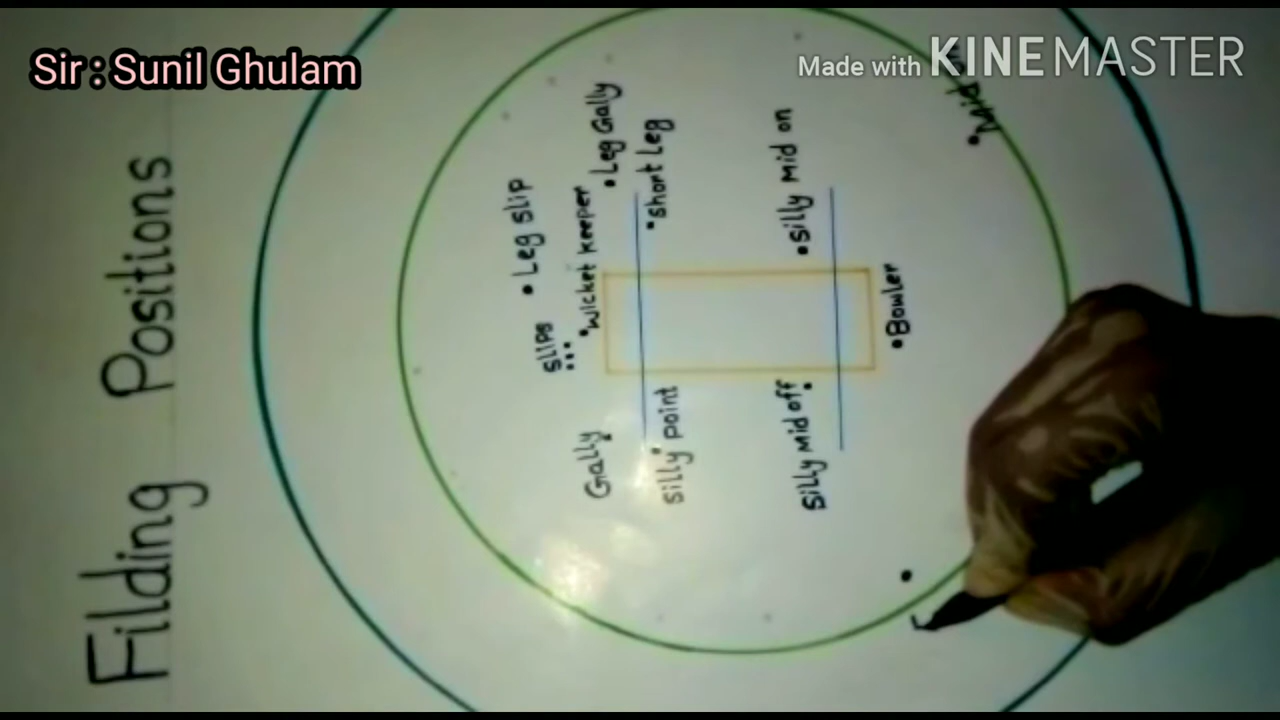 Sir : Sunil Ghulam
Made with KINEMASTER
Filding Positions
Leg slip
slips
wicket keeper
Leg Gally
Gally
short Leg
silly point
silly mid on
silly mid off
Bowler